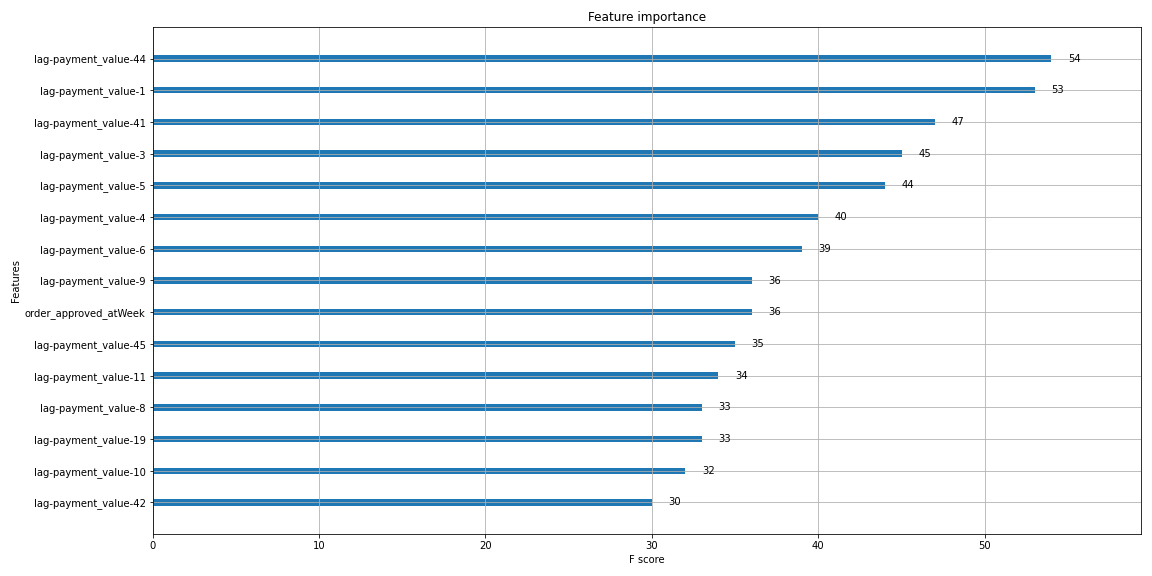 Feature importance
Features
lag-payment_value-44 54
lag-payment_value-1 53
lag-payment_value-41 47
lag-payment_value-3 45
lag-payment_value-5 44
lag-payment_value-4 40
lag-payment_value-6 39
lag-payment_value-9 36
order_approved_atWeek 36
lag-payment_value-45 35
lag-payment_value-11 34
lag-payment_value-8 33
lag-payment_value-19 33
lag-payment_value-10 32
lag-payment_value-42 30
0 10 20 30 40 50
F score